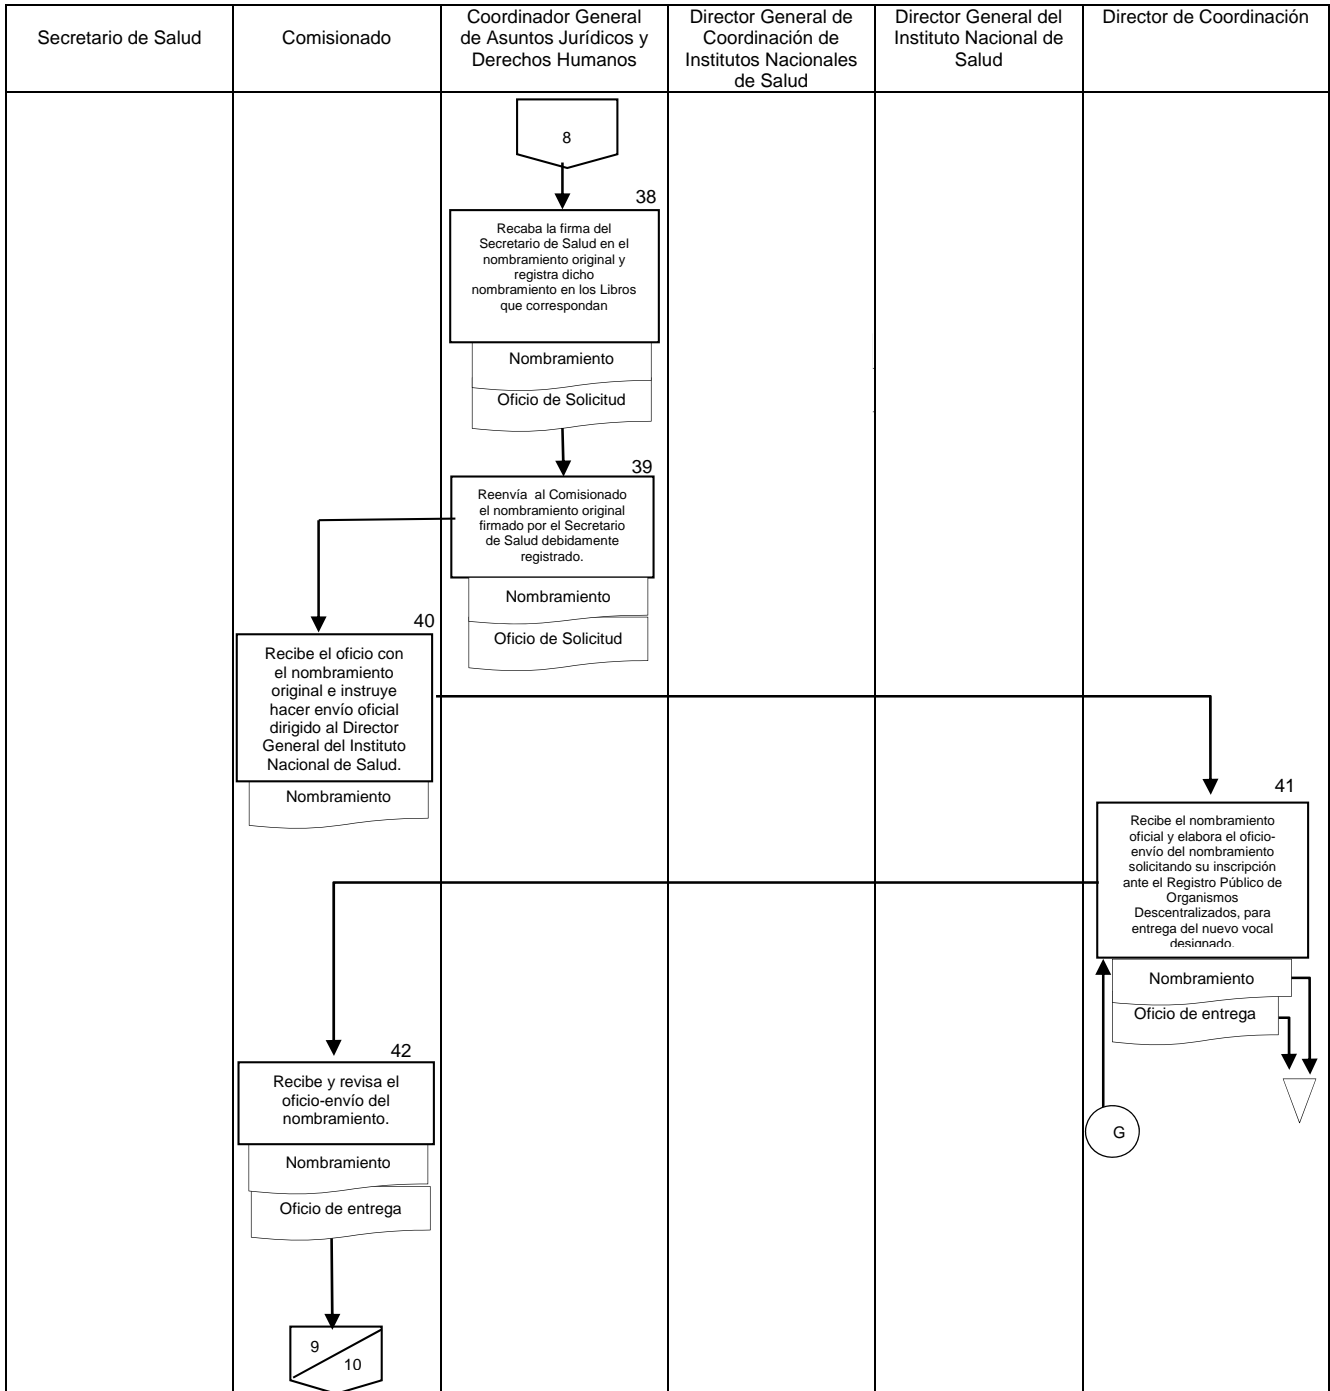 Secretario de Salud
Comisionado
Coordinador General
de Asuntos Jurídicos y
Derechos Humanos
Director General de
Coordinación de
Institutos Nacionales
de Salud
Director General del
Instituto Nacional de
Salud
Director de Coordinación
8
38
Recaba la firma del
Secretario de Salud en el
nombramiento original y
registra dicho
nombramiento en los Libros
que correspondan
Nombramiento
Oficio de Solicitud
39
Reenvía al Comisionado
el nombramiento original
firmado por el Secretario
de Salud debidamente
registrado.
Nombramiento
Oficio de Solicitud
40
Recibe el oficio con
el nombramiento
original e instruye
hacer envío oficial
dirigido al Director
General del Instituto
Nacional de Salud.
Nombramiento
41
Recibe el nombramiento
oficial y elabora el oficio-
envío del nombramiento
solicitando su inscripción
ante el Registro Público de
Organismos
Descentralizados, para
entrega del nuevo vocal
designado.
Nombramiento
Oficio de entrega
G
42
Recibe y revisa el
oficio-envío del
nombramiento.
Nombramiento
Oficio de entrega
9
10